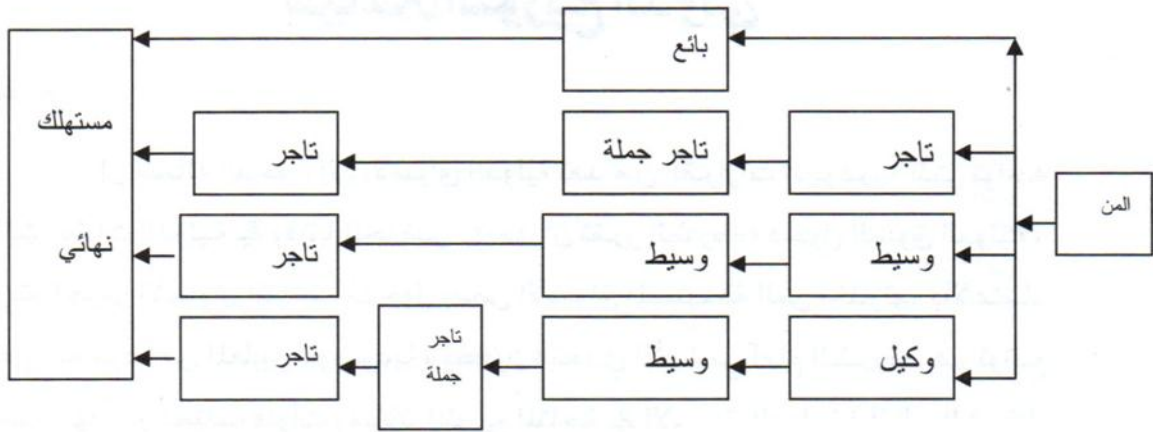 بائع
تاجر
تاجر جملة
تاجر
مستهلك
المن
وسيط
وسيط
تاجر
نهائي
وكيل
وسيط
تاجر
جملة
تاجر